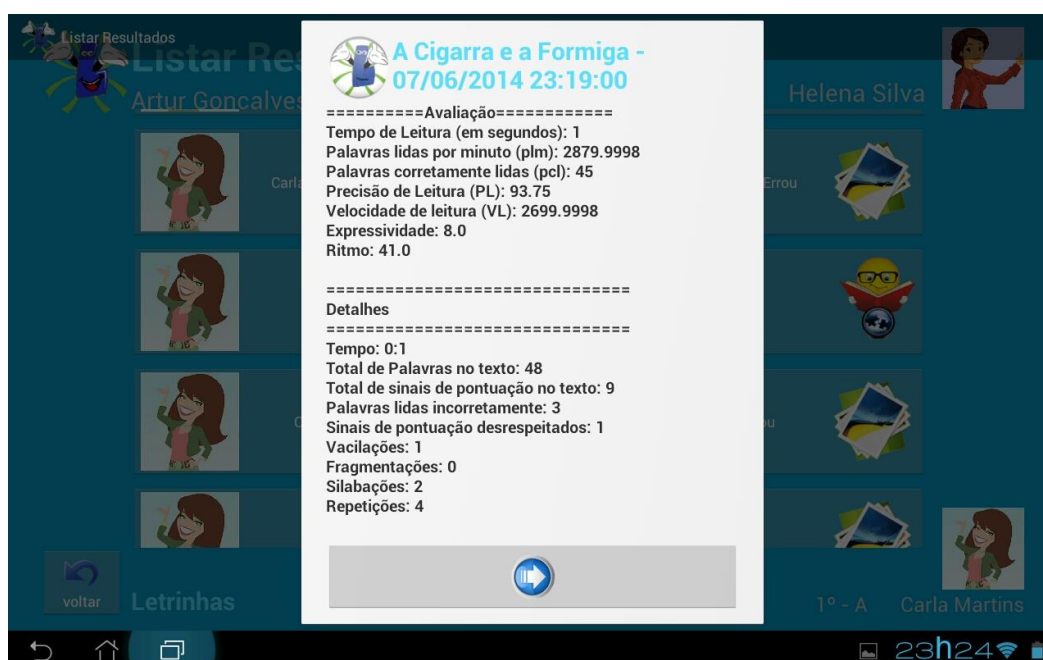 Listar Resultados
Listar Re
Artur Gonçalves
Helena Silva
A Cigarra e a Formiga -
07/06/2014 23:19:00
==========Avaliação============
Tempo de Leitura (em segundos): 1
Palavras lidas por minuto (plm): 2879.9998
Palavras corretamente lidas (pcl): 45
Precisão de Leitura (PL): 93.75
Velocidade de leitura (VL): 2699.9998
Expressividade: 8.0
Ritmo: 41.0
===============================
Detalhes
===============================
Tempo: 0:1
Total de Palavras no texto: 48
Total de sinais de pontuação no texto: 9
Palavras lidas incorretamente: 3
Sinais de pontuação desrespeitados: 1
Vacilações: 1
Fragmentações: 0
Silabações: 2
Repetições: 4
Carla
Errou
voltar
Letrinhas
1º - A
Carla Martins
23h24